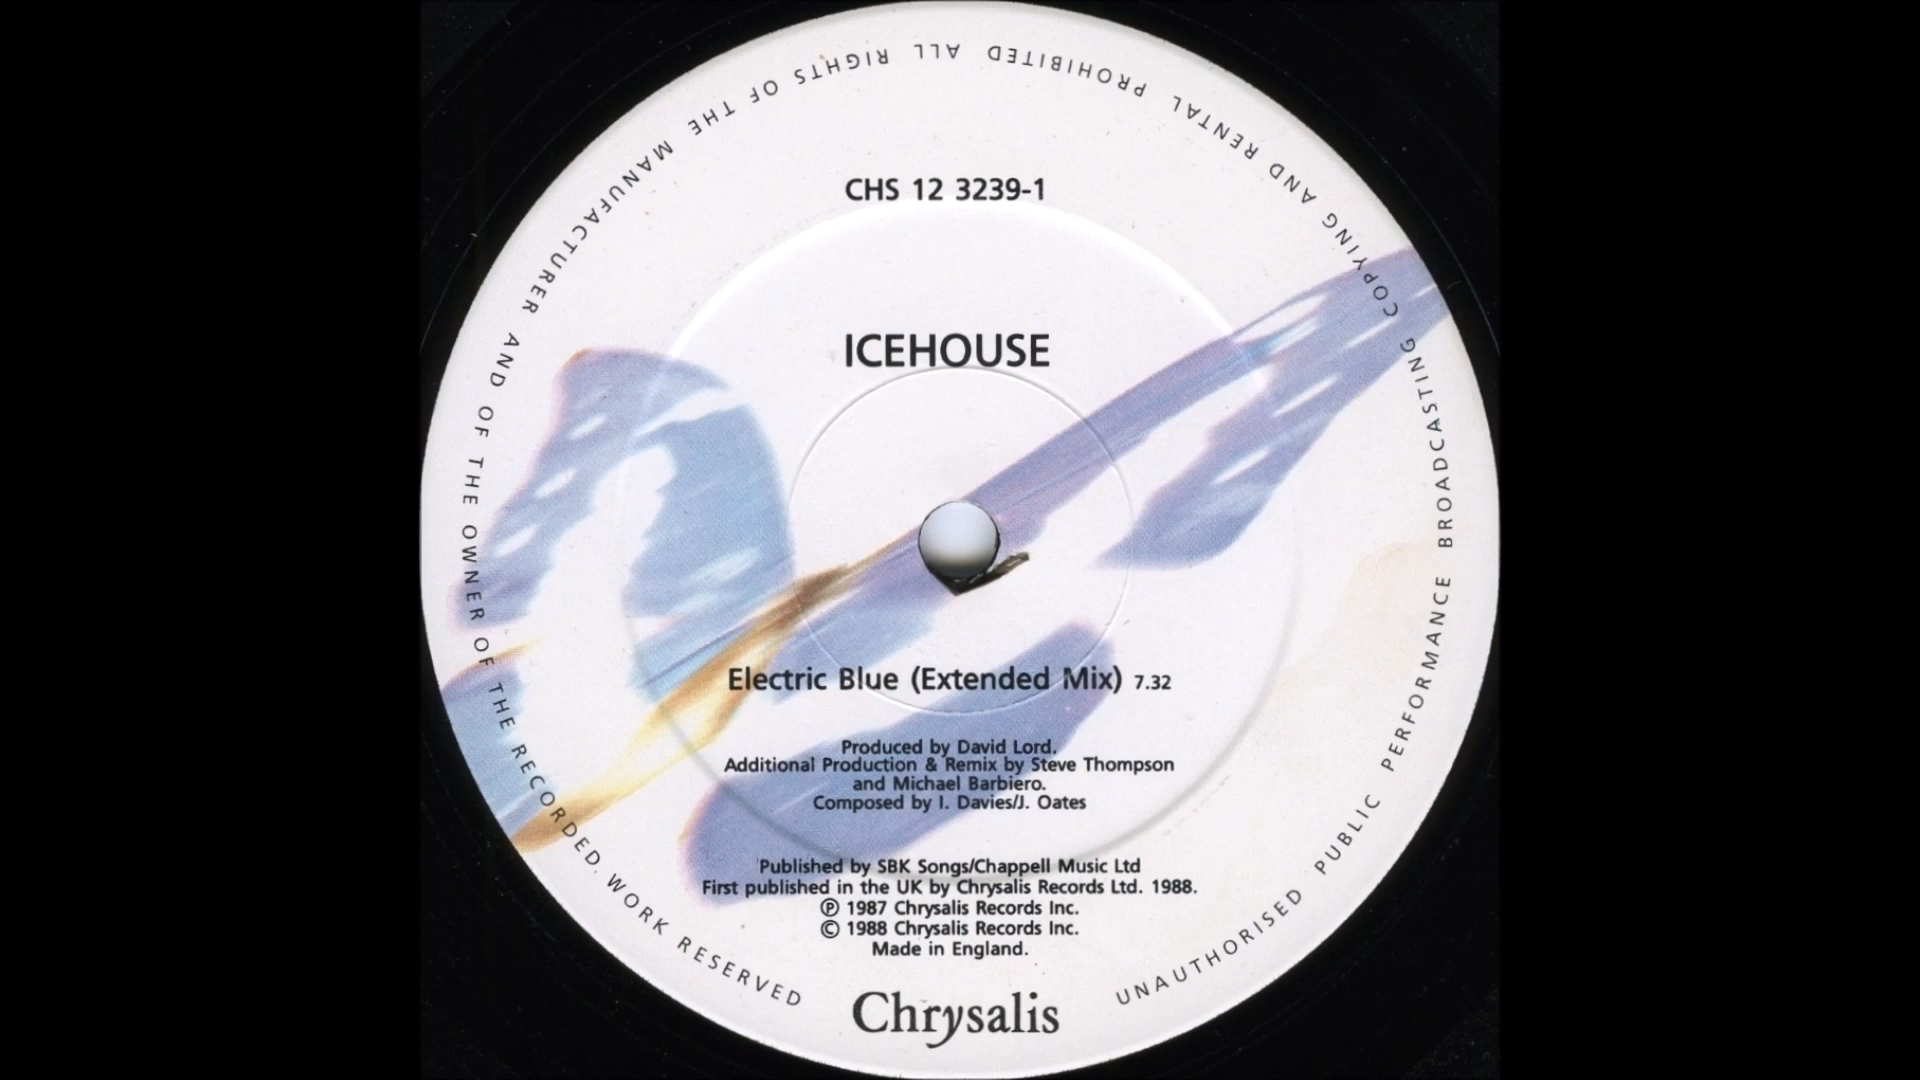 CHS 12 3239-1
ICEHOUSE
Electric Blue (Extended Mix) 7.32
Produced by David Lord.
Additional Production & Remix by Steve Thompson
and Michael Barbiero.
Composed by I. Davies/J. Oates
Published by SBK Songs/Chappell Music Ltd
First published in the UK by Chrysalis Records Ltd. 1988.
Ⓟ 1987 Chrysalis Records Inc.
© 1988 Chrysalis Records Inc.
Made in England.
Chrysalis
UNAUTHORISED PUBLIC PERFORMANCE BROADCASTING COPYING AND RENTAL PROHIBITED ALL RIGHTS OF THE MANUFACTURER AND OF THE OWNER OF THE RECORDED. WORK RESERVED